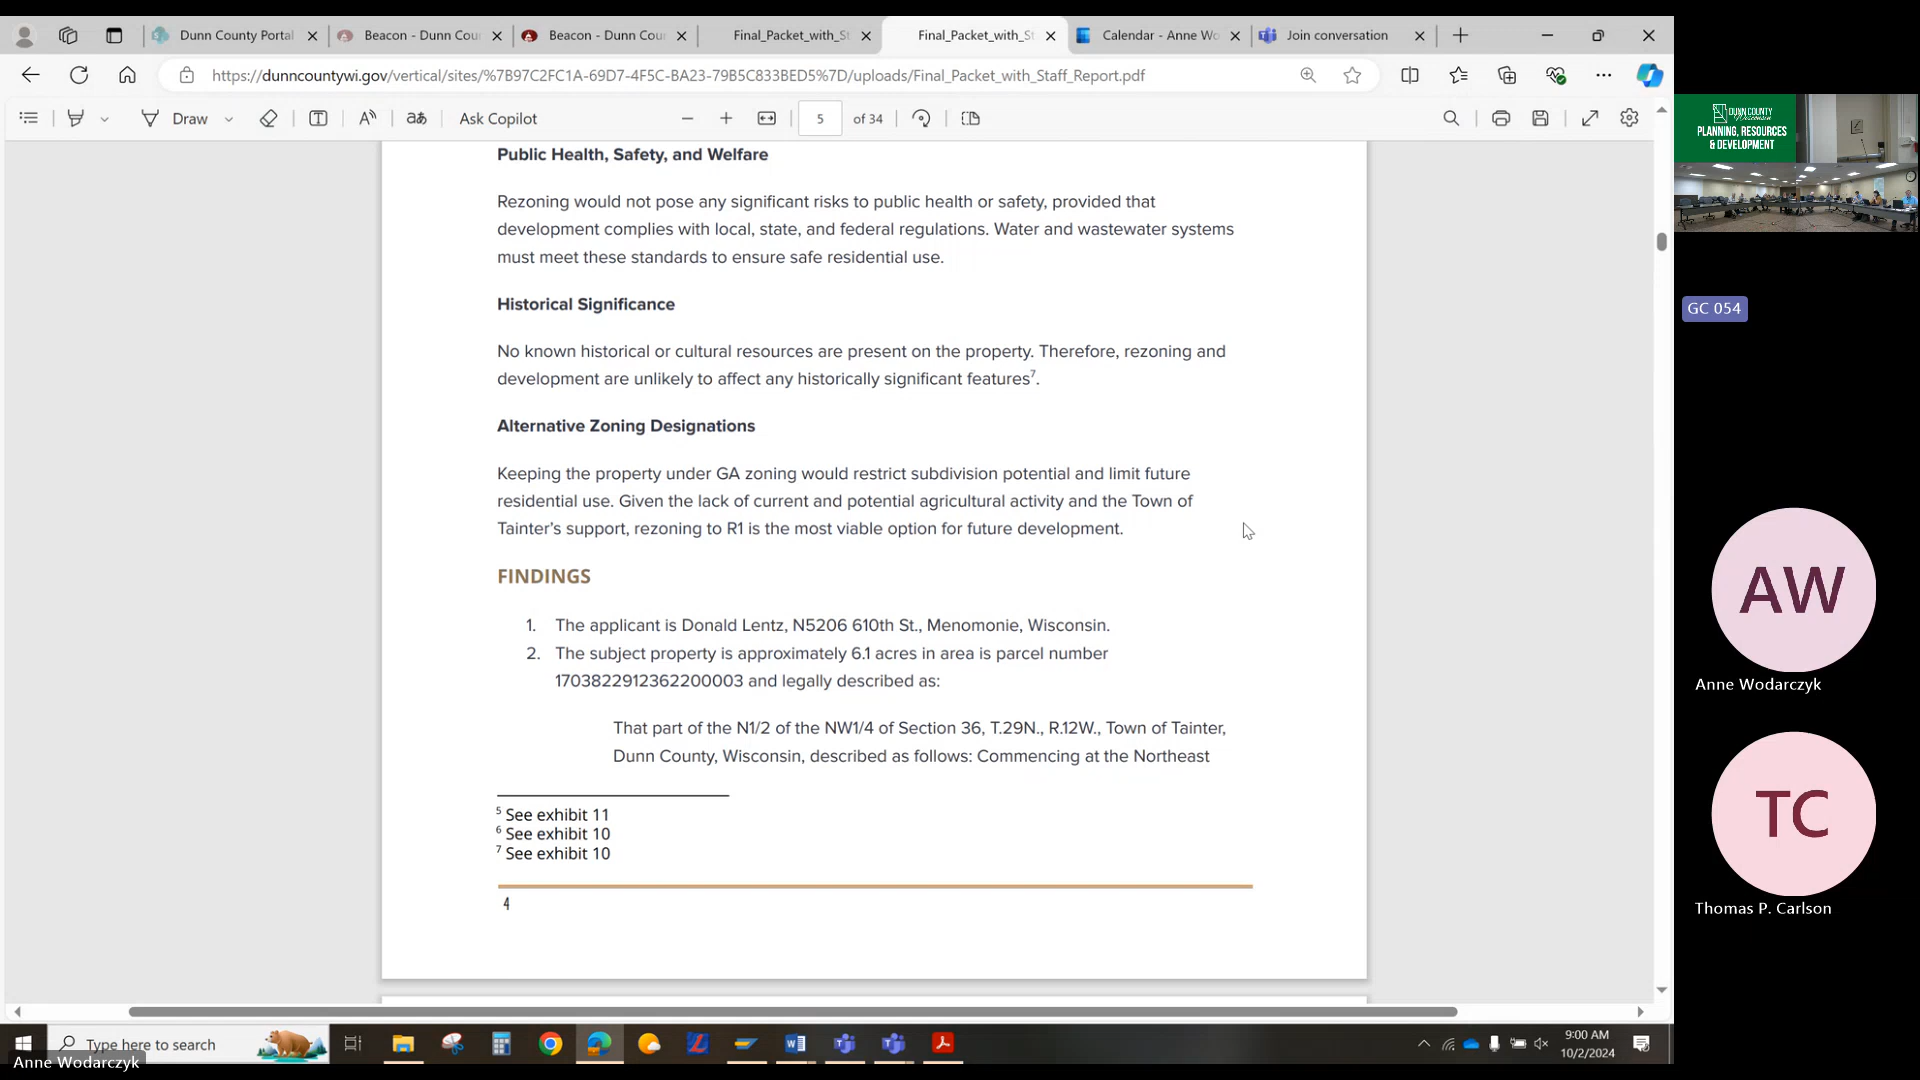 Dunn County Portal
Beacon - Dunn Cou
Beacon - Dunn Cou
Final_Packet_with_St
Final_Packet_with_St
Calendar - Anne Wo
Join conversation
https://dunncountywi.gov/vertical/sites/%7B97C2FC1A-69D7-4F5C-BA23-79B5C833BED5%7D/uploads/Final_Packet_with_Staff_Report.pdf
Draw
Ask Copilot
5
of 34
DUNN COUNTY
Wisconsin
PLANNING, RESOURCES
& DEVELOPMENT
Public Health, Safety, and Welfare
Rezoning would not pose any significant risks to public health or safety, provided that
development complies with local, state, and federal regulations. Water and wastewater systems
must meet these standards to ensure safe residential use.
Historical Significance
No known historical or cultural resources are present on the property. Therefore, rezoning and
development are unlikely to affect any historically significant features7.
Alternative Zoning Designations
Keeping the property under GA zoning would restrict subdivision potential and limit future
residential use. Given the lack of current and potential agricultural activity and the Town of
Tainter's support, rezoning to R1 is the most viable option for future development.
FINDINGS
1. The applicant is Donald Lentz, N5206 610th St., Menomonie, Wisconsin.
2. The subject property is approximately 6.1 acres in area is parcel number
1703822912362200003 and legally described as:
That part of the N1/2 of the NW1/4 of Section 36, T.29N., R.12W., Town of Tainter,
Dunn County, Wisconsin, described as follows: Commencing at the Northeast
5 See exhibit 11
6 See exhibit 10
7 See exhibit 10
4
GC 054
AW
Anne Wodarczyk
TC
Thomas P. Carlson
Type here to search
9:00 AM
10/2/2024
Anne Wodarczyk